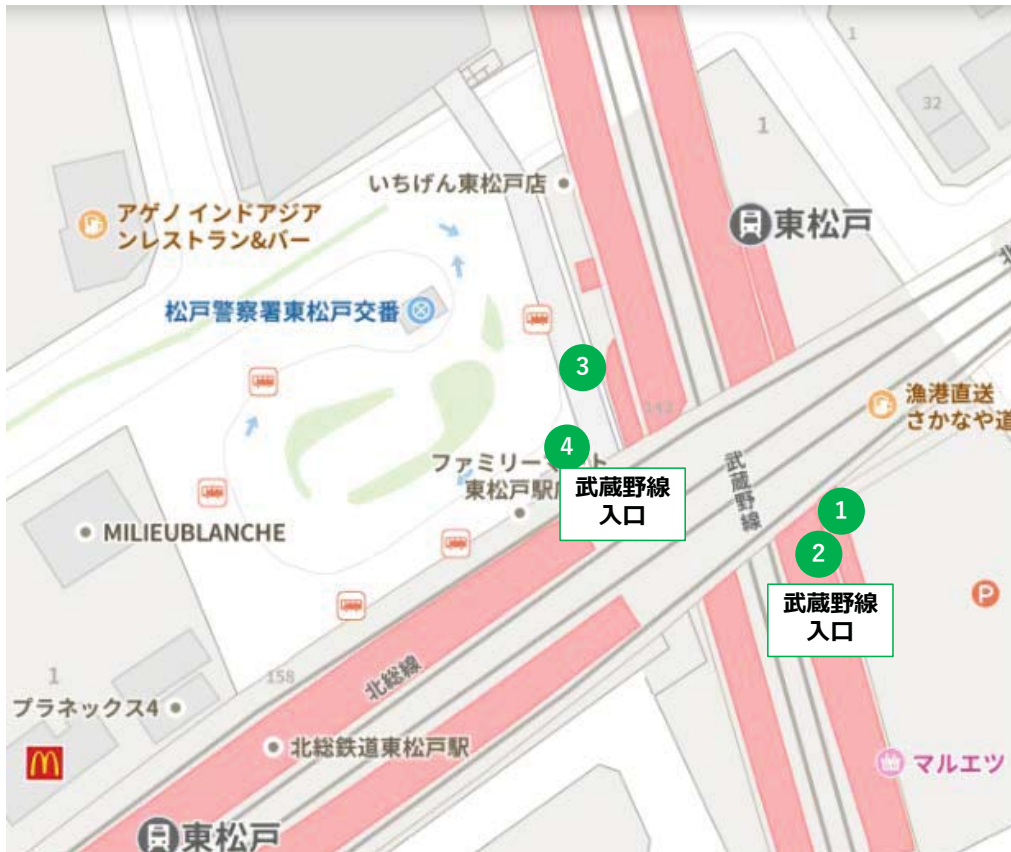 1
32
1
いちげん東松戸店
アゲノ インドアジア
ンレストラン&バー
東松戸
北
松戸警察署東松戸交番
3
漁港直送
さかなや道
4
ファミリーマート
東松戸駅
武蔵野線
入口
武蔵野線
1
2
MILIEUBLANCHE
武蔵野線
入口
P
1
158
北総線
プラネックス4
北総鉄道東松戸駅
マルエツ
東松戸